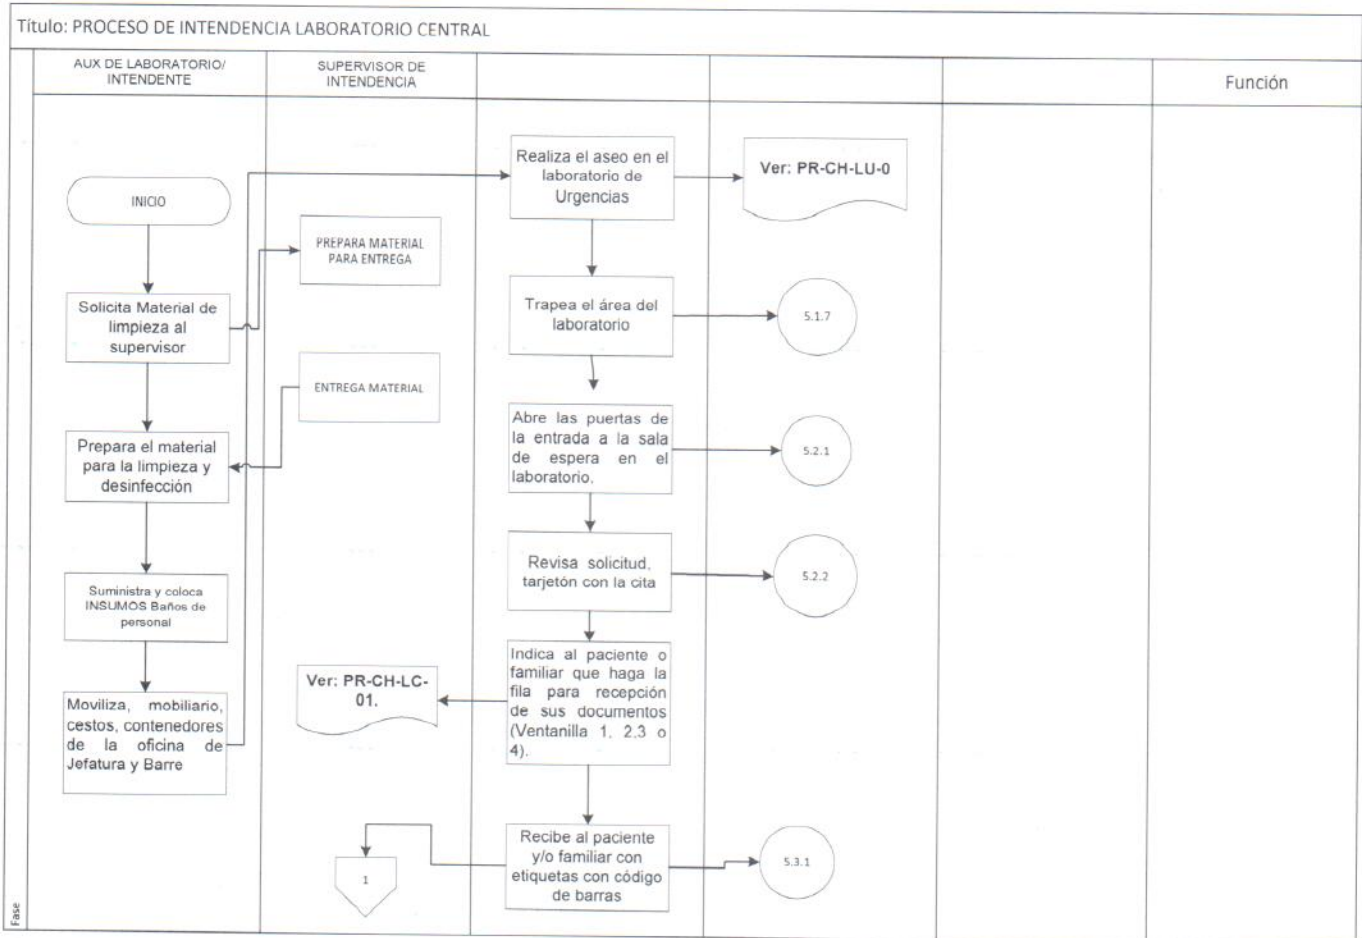 Título: PROCESO DE INTENDENCIA LABORATORIO CENTRAL
AUX DE LABORATORIO/
INTENDENTE
SUPERVISOR DE
INTENDENCIA
Función
INICIO
Solicita Material de
limpieza al
supervisor
Prepara el material
para la limpieza y
desinfección
Suministra y coloca
INSUMOS Baños de
personal
Moviliza, mobiliario,
cestos, contenedores
de la oficina de
Jefatura y Barre
PREPARA MATERIAL
PARA ENTREGA
ENTREGA MATERIAL
Ver: PR-CH-LC-
01.
1
Realiza el aseo en el
laboratorio de
Urgencias
Trapea el área del
laboratorio
Abre las puertas de
la entrada a la sala
de espera en el
laboratorio.
Revisa solicitud,
tarjetón con la cita
Indica al paciente o
familiar que haga la
fila para recepción
de sus documentos
(Ventanilla 1, 2,3 o
4).
Recibe al paciente
y/o familiar con
etiquetas con código
de barras
Ver: PR-CH-LU-0
5.1.7
5.2.1
5.2.2
5.3.1
Fase